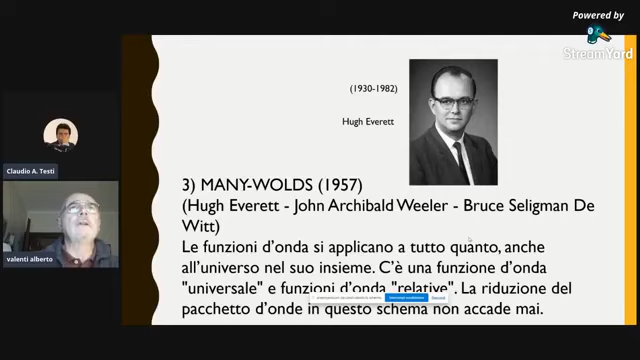 Powered by
StreamYard
(1930-1982)
Hugh Everett
Claudio A. Testi
valenti alberto
3) MANY-WOLDS (1957)
(Hugh Everett - John Archibald Weeler - Bruce Seligman De
Witt)
Le funzioni d'onda si applicano a tutto quanto, anche
all'universo nel suo insieme. C'è una funzione d'onda
"universale" e funzioni d'onda "relative". La riduzione del
pacchetto d'onde in questo schema non accade mai.